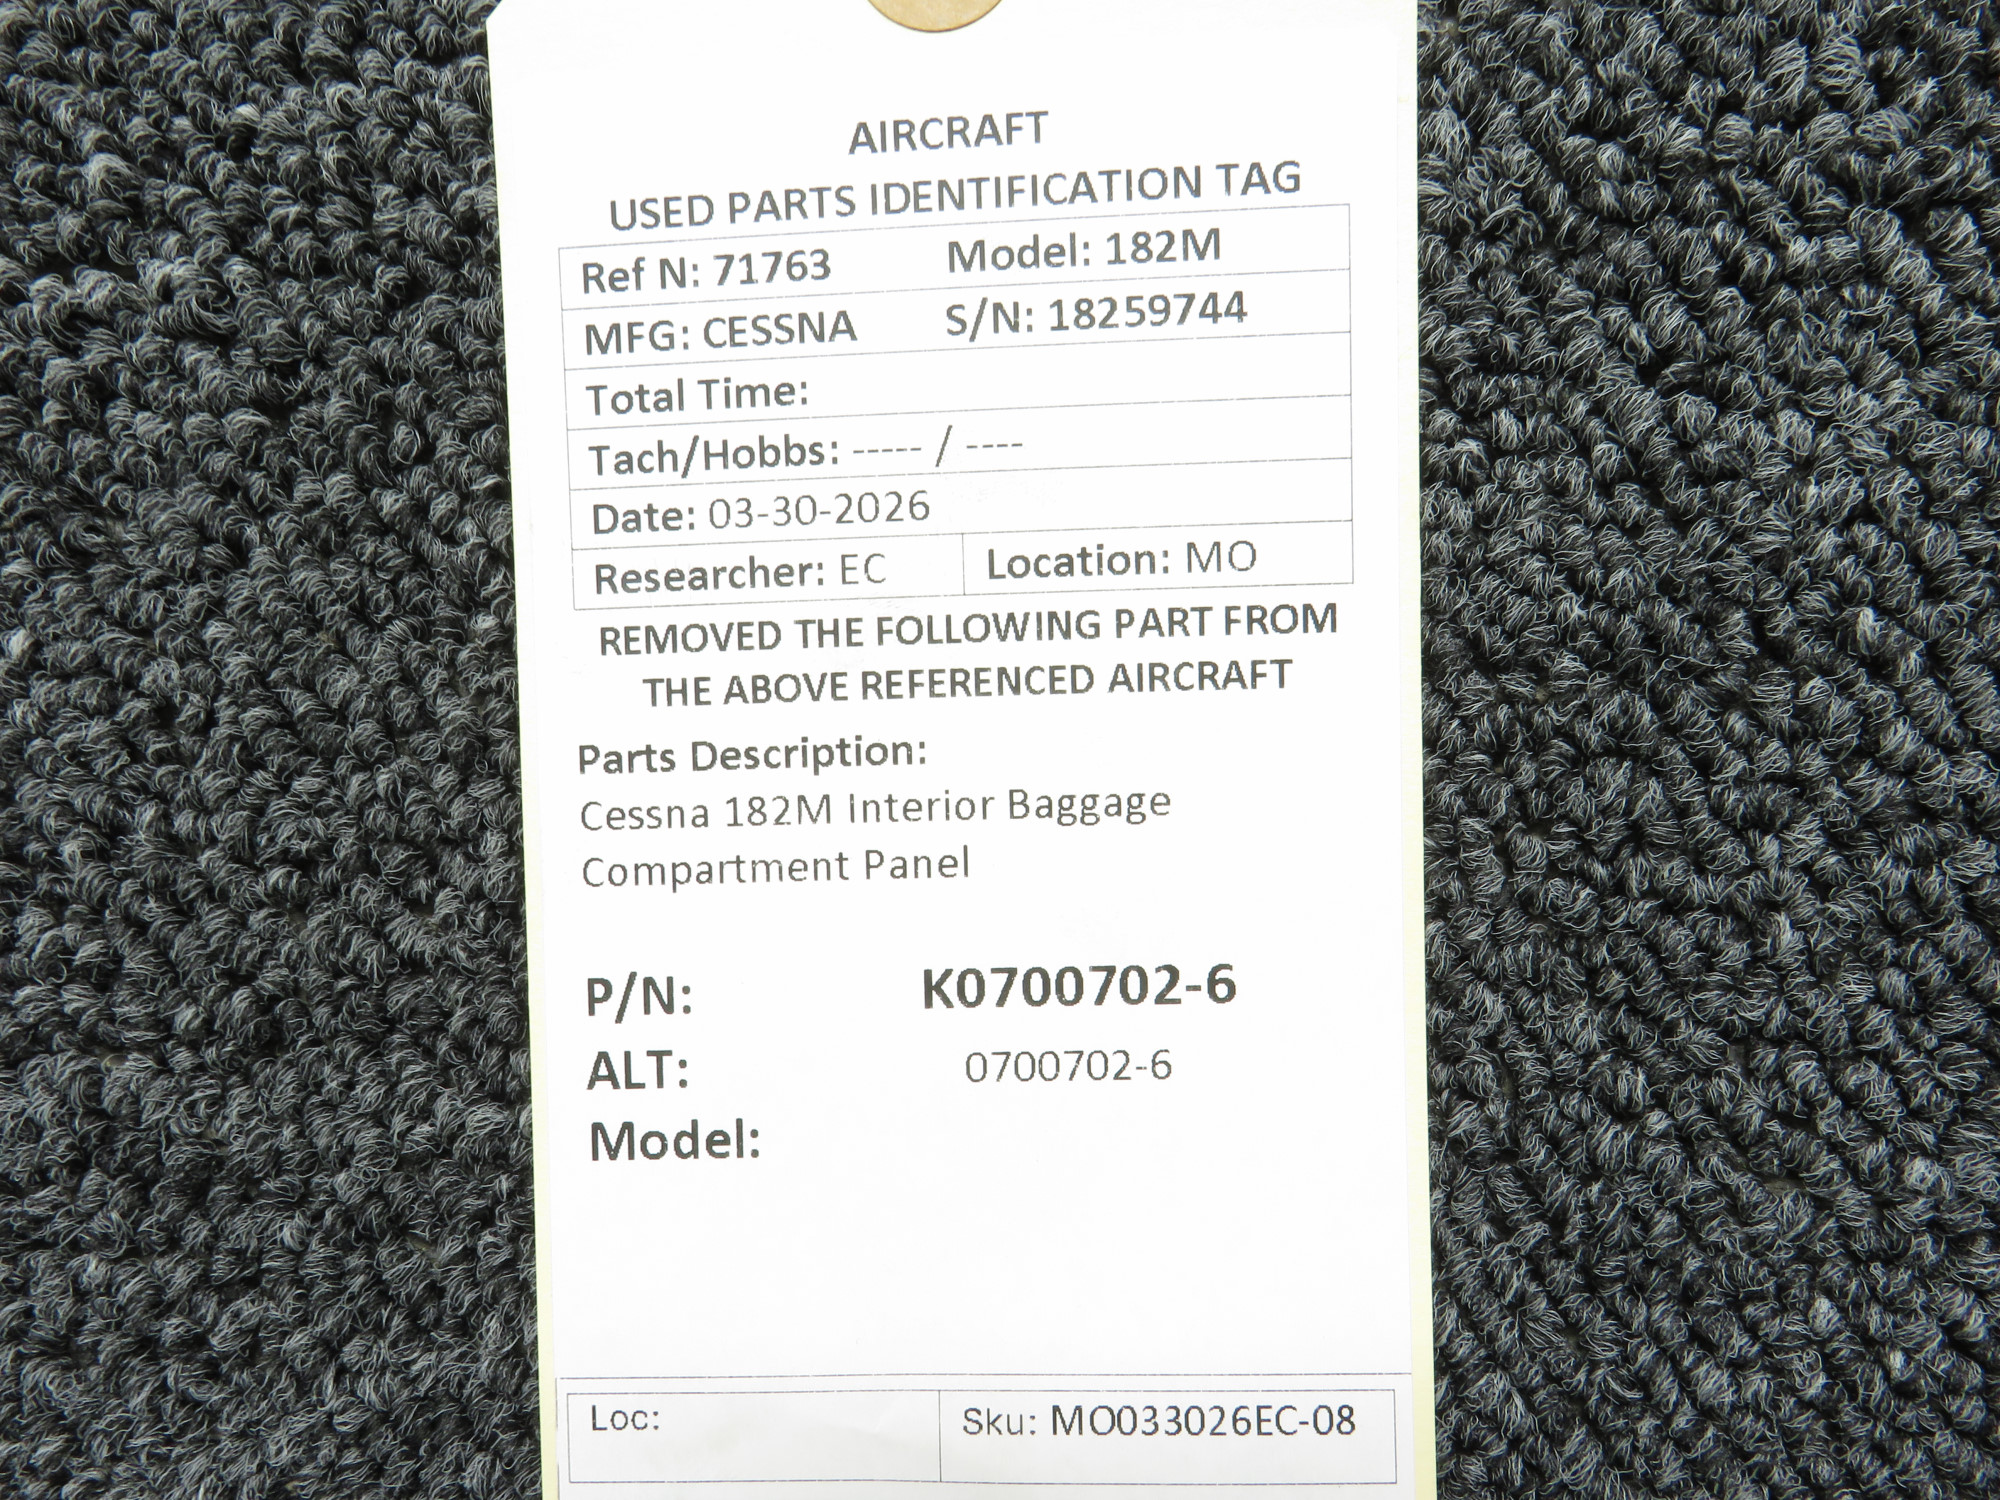 AIRCRAFT
USED PARTS IDENTIFICATION TAG
Ref N: 71763 Model: 182M
MFG: CESSNA S/N: 18259744
Total Time:
Tach/Hobbs: ----- / ----
Date: 03-30-2026
Researcher: EC Location: MO
REMOVED THE FOLLOWING PART FROM
THE ABOVE REFERENCED AIRCRAFT
Parts Description:
Cessna 182M Interior Baggage
Compartment Panel
P/N: K0700702-6
ALT: 0700702-6
Model:
Loc: Sku: MO033026EC-08